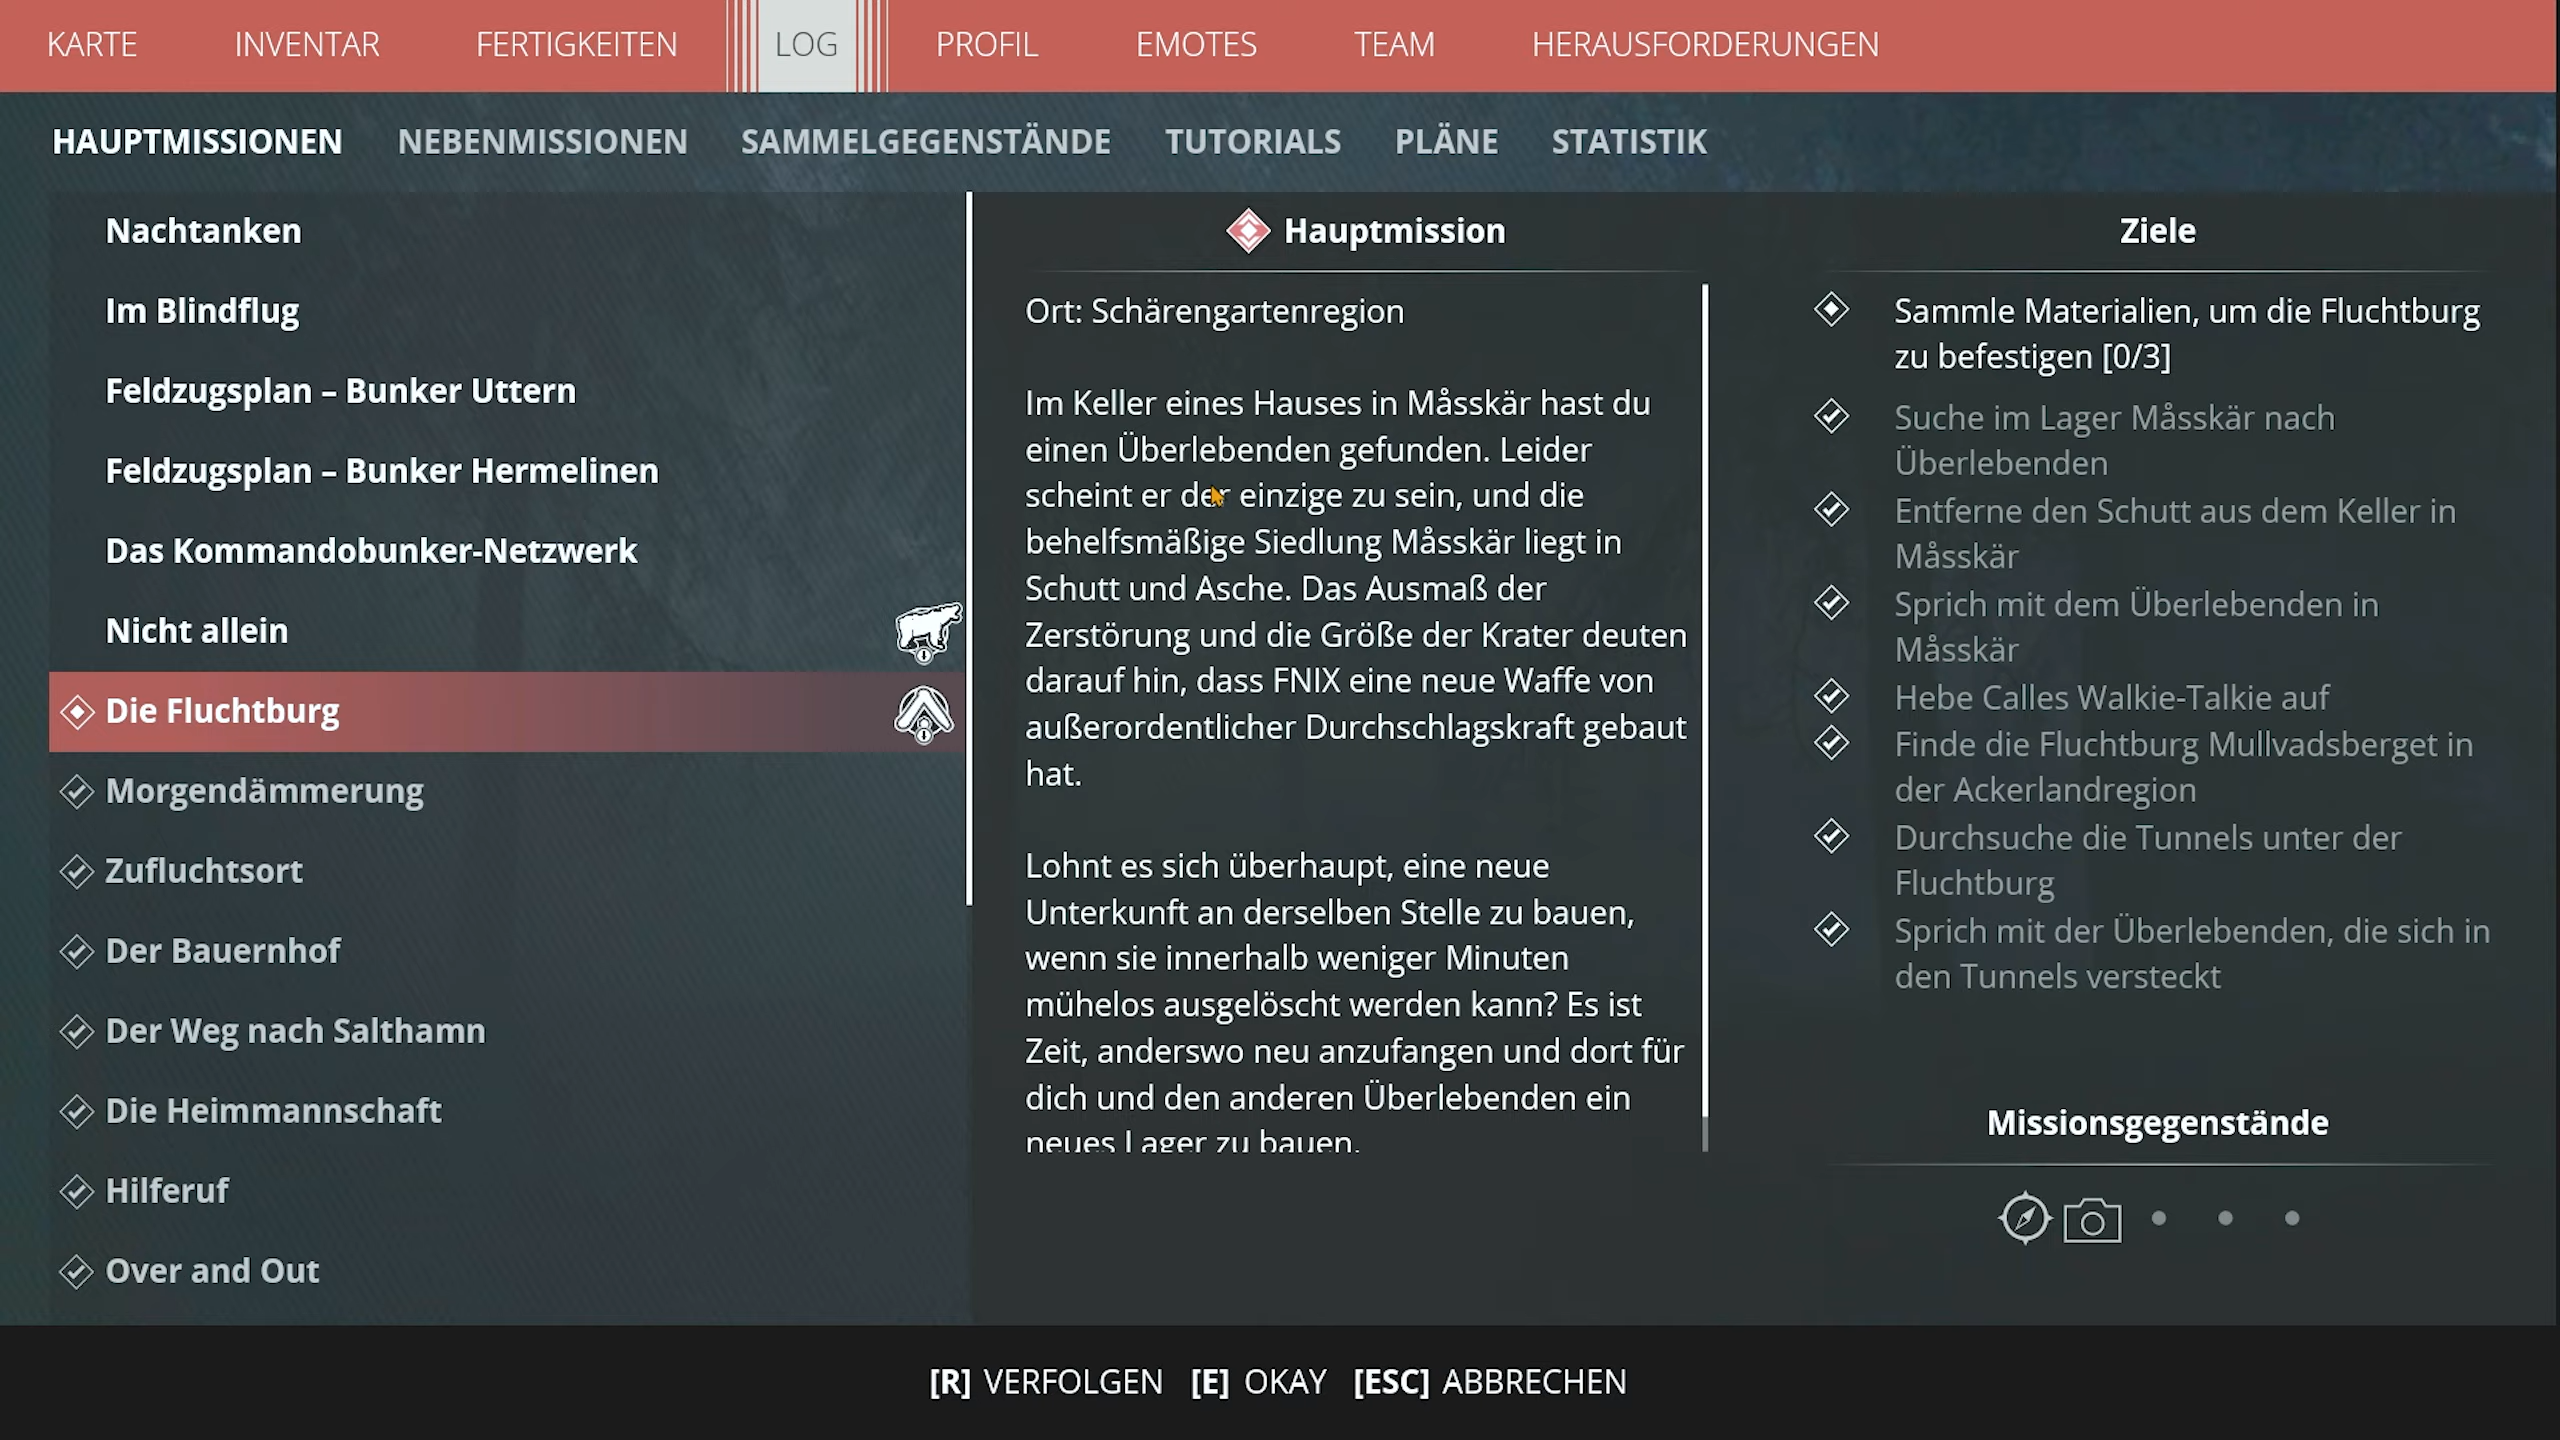 KARTE INVENTAR FERTIGKEITEN LOG PROFIL EMOTES TEAM HERAUSFORDERUNGEN
HAUPTMISSIONEN NEBENMISSIONEN SAMMELGEGENSTÄNDE TUTORIALS PLÄNE STATISTIK
Nachtanken
Im Blindflug
Feldzugsplan – Bunker Uttern
Feldzugsplan – Bunker Hermelinen
Das Kommandobunker-Netzwerk
Nicht allein
Die Fluchtburg
Morgendämmerung
Zufluchtsort
Der Bauernhof
Der Weg nach Salthamn
Die Heimmannschaft
Hilferuf
Over and Out
Hauptmission
Ort: Schärengartenregion
Im Keller eines Hauses in Måsskär hast du
einen Überlebenden gefunden. Leider
scheint er der einzige zu sein, und die
behelfsmäßige Siedlung Måsskär liegt in
Schutt und Asche. Das Ausmaß der
Zerstörung und die Größe der Krater deuten
darauf hin, dass FNIX eine neue Waffe von
außerordentlicher Durchschlagskraft gebaut
hat.
Lohnt es sich überhaupt, eine neue
Unterkunft an derselben Stelle zu bauen,
wenn sie innerhalb weniger Minuten
mühelos ausgelöscht werden kann? Es ist
Zeit, anderswo neu anzufangen und dort für
dich und den anderen Überlebenden ein
neues Lager zu bauen.
Ziele
Sammle Materialien, um die Fluchtburg
zu befestigen [0/3]
Suche im Lager Måsskär nach
Überlebenden
Entferne den Schutt aus dem Keller in
Måsskär
Sprich mit dem Überlebenden in
Måsskär
Hebe Calles Walkie-Talkie auf
Finde die Fluchtburg Mullvadsberget in
der Ackerlandregion
Durchsuche die Tunnels unter der
Fluchtburg
Sprich mit der Überlebenden, die sich in
den Tunnels versteckt
Missionsgegenstände
[R] VERFOLGEN [E] OKAY [ESC] ABBRECHEN